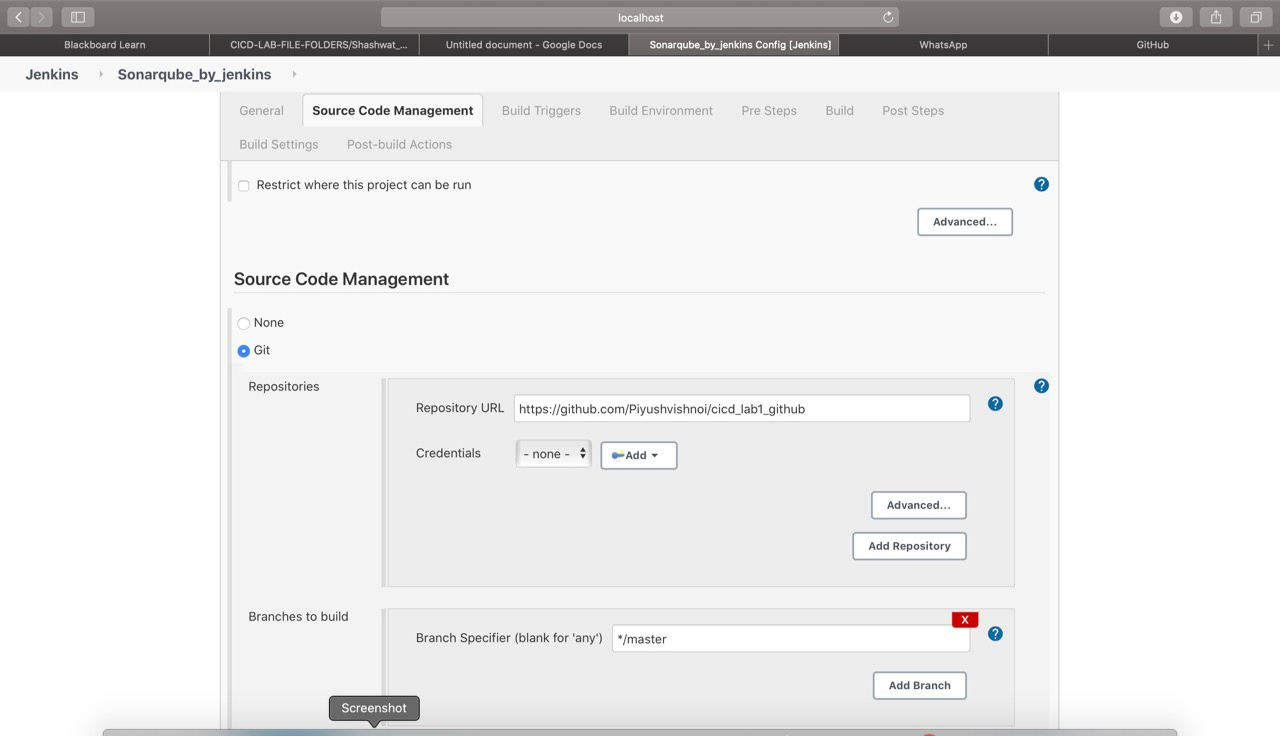 localhost
Blackboard Learn
CICD-LAB-FILE-FOLDERS/Shashwat_...
Untitled document - Google Docs
Sonarqube_by_jenkins Config [Jenkins]
WhatsApp
GitHub
Jenkins
Sonarqube_by_jenkins
General
Source Code Management
Build Triggers
Build Environment
Pre Steps
Build
Post Steps
Build Settings
Post-build Actions
Restrict where this project can be run
?
Advanced...
Source Code Management
None
Git
Repositories
?
Repository URL
https://github.com/Piyushvishnoi/cicd_lab1_github
?
Credentials
- none -
Add
Advanced...
Add Repository
Branches to build
X
Branch Specifier (blank for 'any')
*/master
?
Add Branch
Screenshot